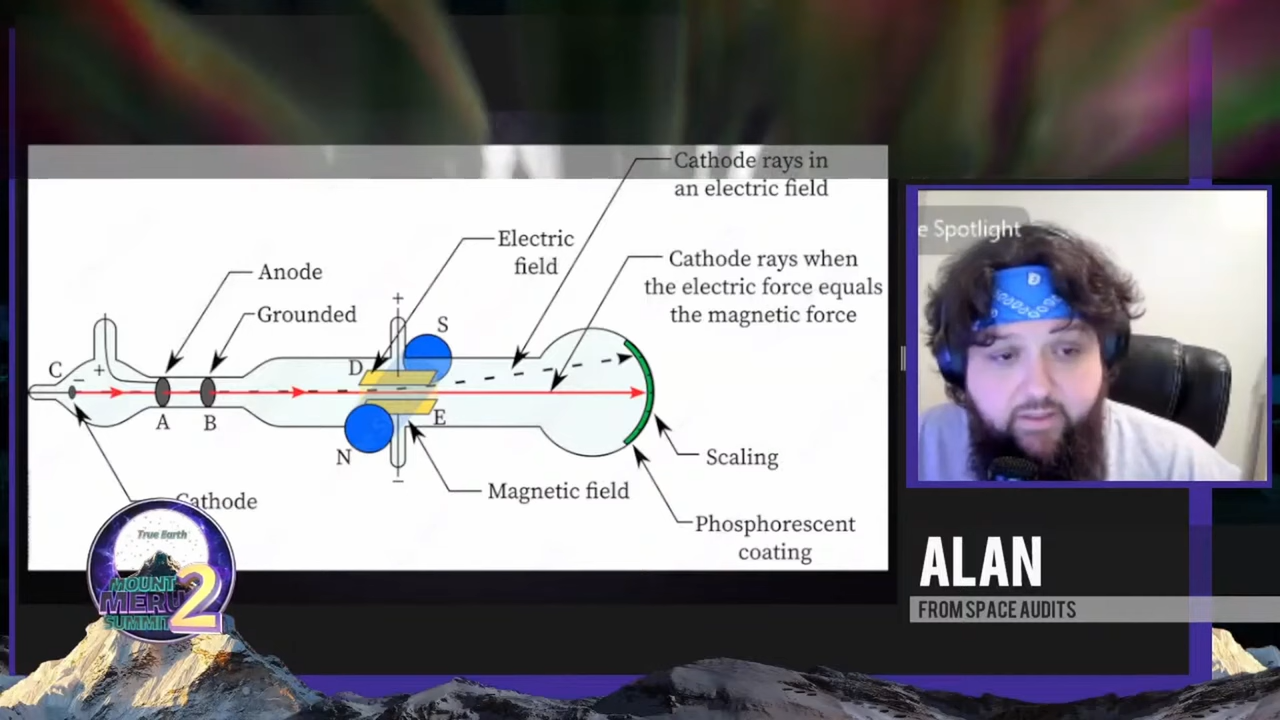 Cathode rays in
an electric field
Electric
field
Cathode rays when
the electric force equals
the magnetic force
Anode
Grounded
+
S
C
−
+
D
A
B
E
N
−
Magnetic field
Scaling
Cathode
Phosphorescent
coating
e Spotlight
True Earth
MOUNT
MERU
SUMMIT
2
ALAN
FROM SPACE AUDITS